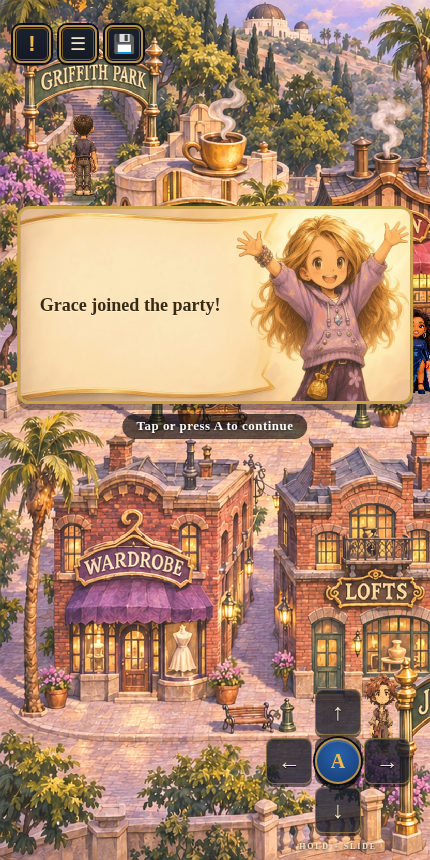 !
GRIFFITH PARK
Grace joined the party!
Tap or press A to continue
WARDROBE
LOFTS
↑
← A →
↓
HOLD – SLIDE